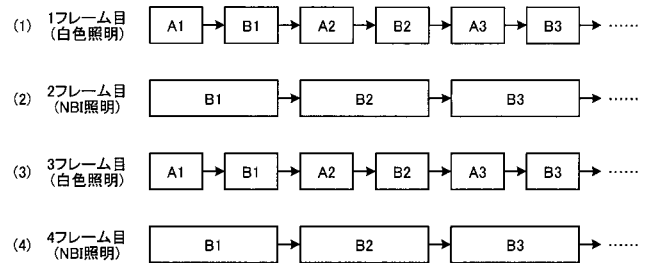 (1) 1フレーム目 A1 B1 A2 B2 A3 B3 ……
(白色照明)
(2) 2フレーム目 B1 B2 B3 ……
(NBI照明)
(3) 3フレーム目 A1 B1 A2 B2 A3 B3 ……
(白色照明)
(4) 4フレーム目 B1 B2 B3 ……
(NBI照明)